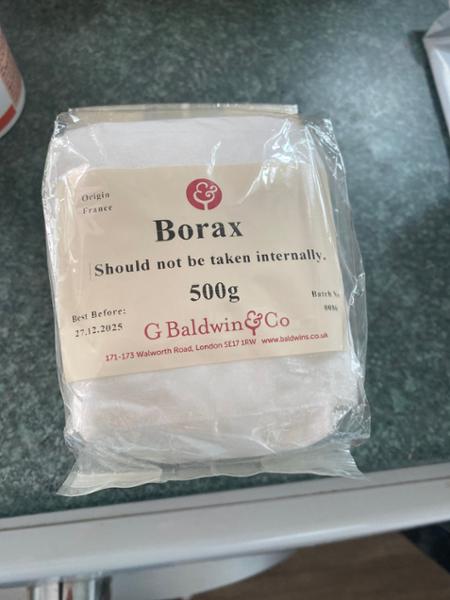 Origin
France
&
Borax
Should not be taken internally.
500g
Best Before:
27.12.2025
Batch
G Baldwin & Co
171-173 Walworth Road, London SE17 1RW www.baldwins.co.uk